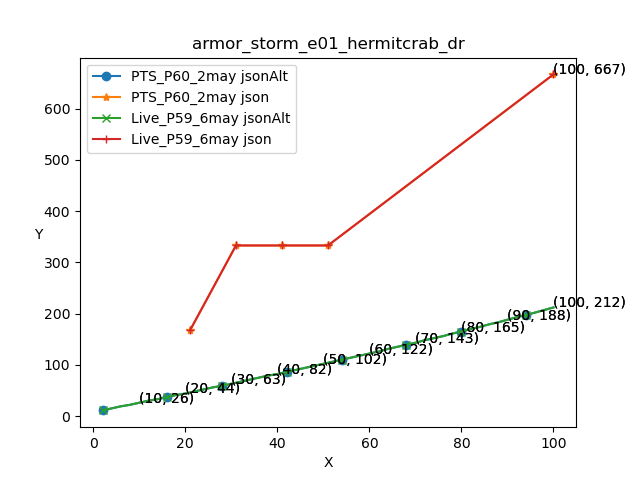 armor_storm_e01_hermitcrab_dr
PTS_P60_2may jsonAlt
PTS_P60_2may json
Live_P59_6may jsonAlt
Live_P59_6may json
(100, 667)
(100, 212)
(90, 188)
(80, 165)
(70, 143)
(60, 122)
(50, 102)
(40, 82)
(30, 63)
(20, 44)
(10, 26)
Y
600
500
400
300
200
100
0
0 20 40 60 80 100
X